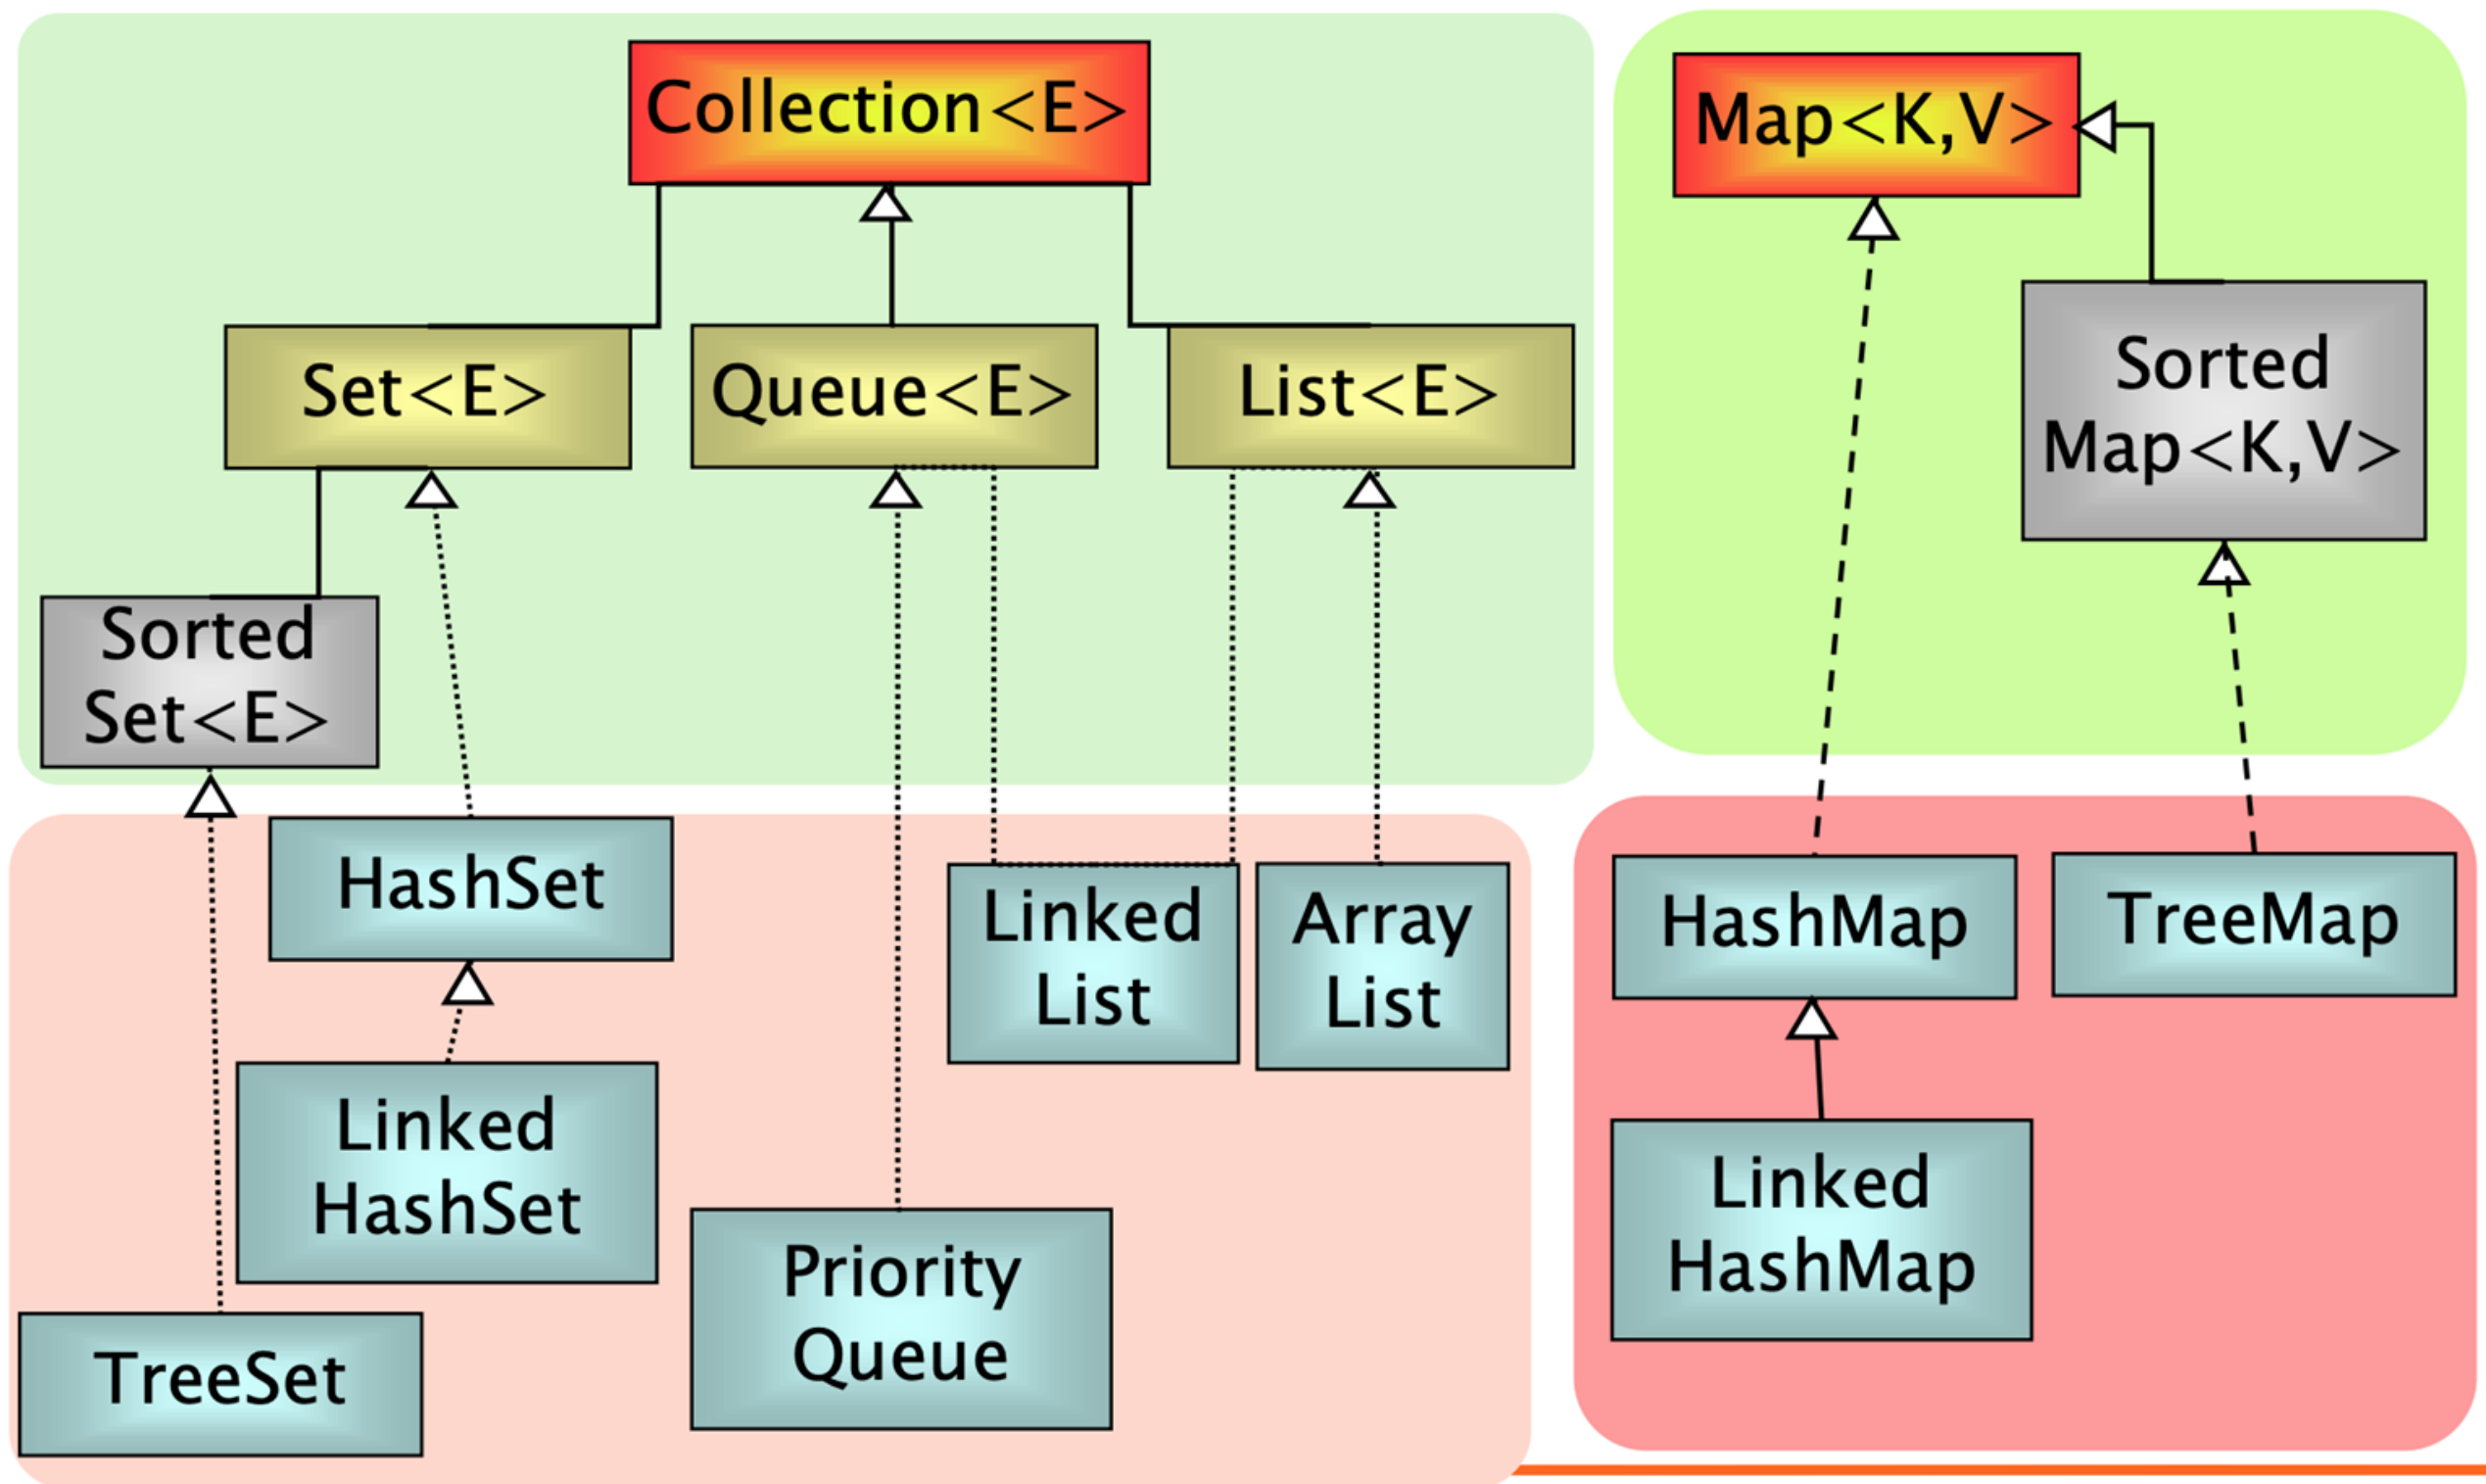 Collection<E>
Map<K,V>
Set<E>
Queue<E>
List<E>
Sorted
Map<K,V>
Sorted
Set<E>
HashSet
Linked
List
Array
List
HashMap
TreeMap
Linked
HashSet
Priority
Queue
Linked
HashMap
TreeSet